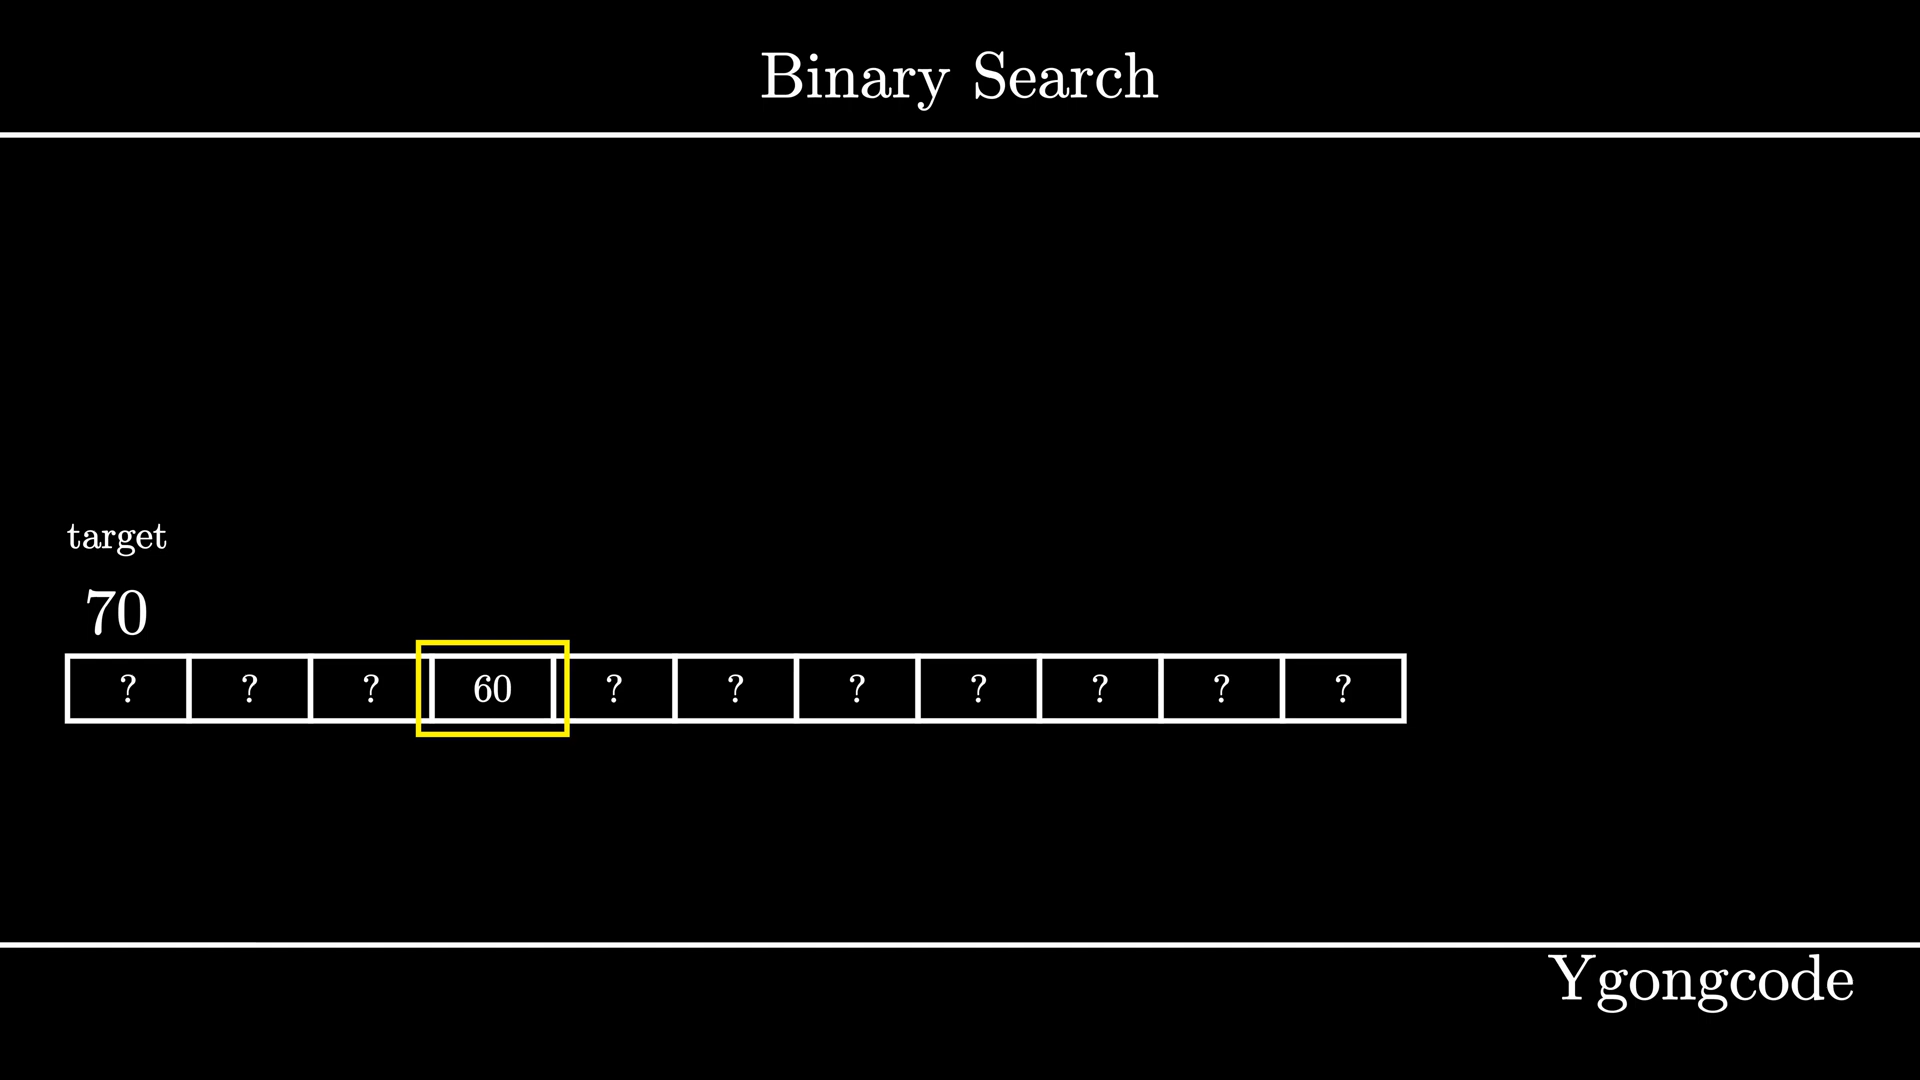 Binary Search
target
70
? ? ? 60 ? ? ? ? ? ? ?
Ygongcode